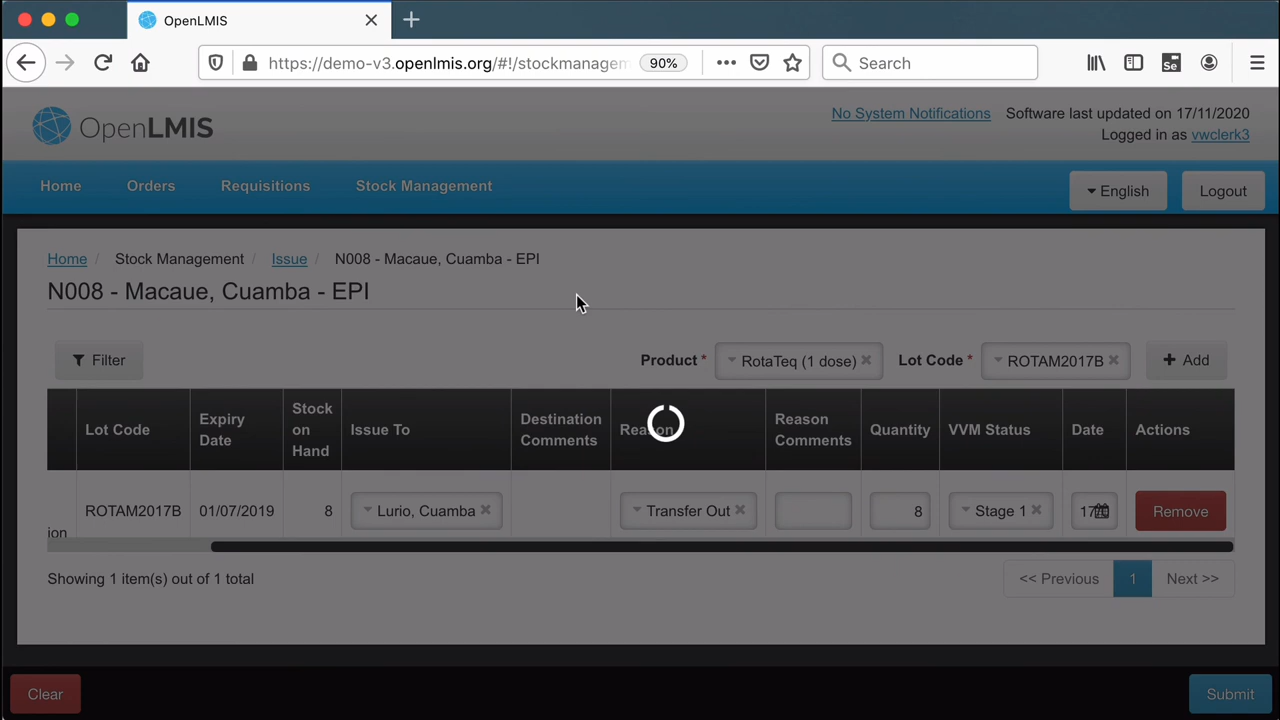 OpenLMIS
https://demo-v3.openlmis.org/#!/stockmanagem
90%
Search
OpenLMIS
No System Notifications Software last updated on 17/11/2020
Logged in as vwclerk3
Home Orders Requisitions Stock Management
English Logout
Home / Stock Management / Issue / N008 - Macaue, Cuamba - EPI
N008 - Macaue, Cuamba - EPI
Filter Product * RotaTeq (1 dose) Lot Code * ROTAM2017B + Add
Lot Code Expiry Date Stock on Hand Issue To Destination Comments Reason Reason Comments Quantity VVM Status Date Actions
ROTAM2017B 01/07/2019 8 Lurio, Cuamba Transfer Out 8 Stage 1 Remove
ion
Showing 1 item(s) out of 1 total
<< Previous 1 Next >>
Clear Submit